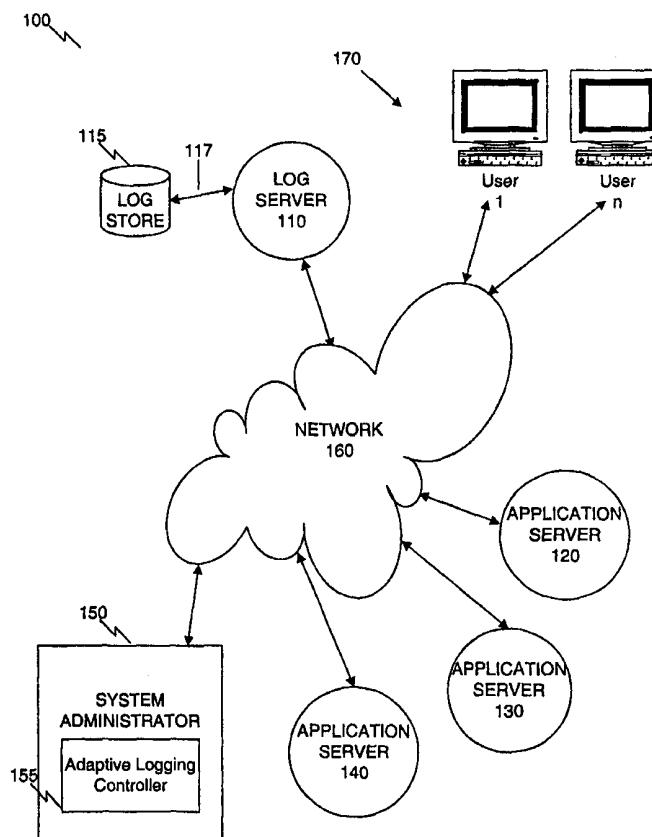 100
170
115
117
LOG
STORE
LOG
SERVER
110
User
1
User
n
NETWORK
160
APPLICATION
SERVER
120
150
APPLICATION
SERVER
130
SYSTEM
ADMINISTRATOR
APPLICATION
SERVER
140
155
Adaptive Logging
Controller